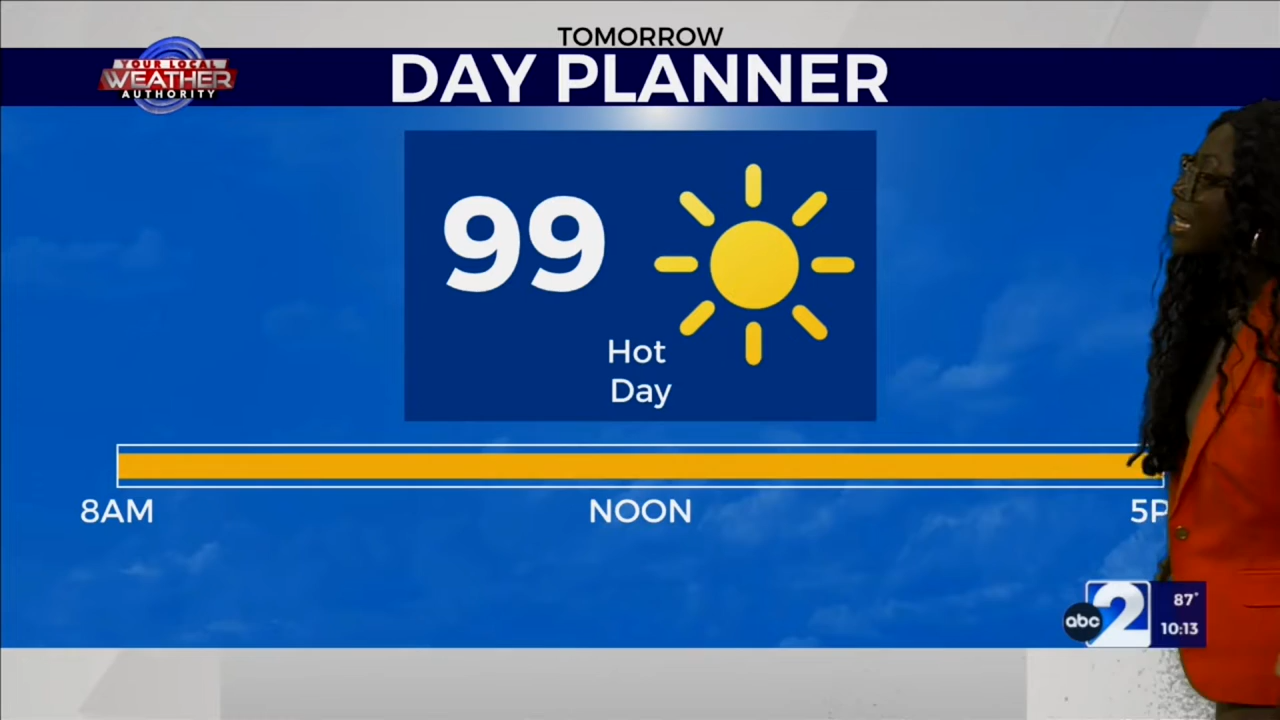 TOMORROW
DAY PLANNER
YOUR LOCAL
WEATHER
AUTHORITY
99
Hot
Day
8AM
NOON
5P
abc
2
87°
10:13